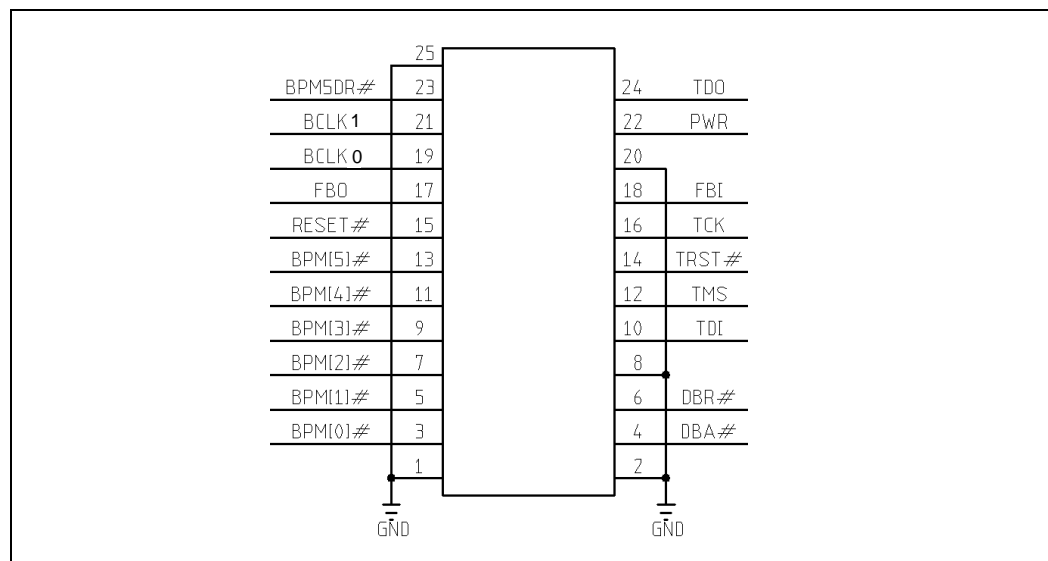 25
BPM5DR# 23 24 TDO
BCLK1 21 22 PWR
BCLK0 19 20
FBO 17 18 FBI
RESET# 15 16 TCK
BPM[5]# 13 14 TRST#
BPM[4]# 11 12 TMS
BPM[3]# 9 10 TDI
BPM[2]# 7 8
BPM[1]# 5 6 DBR#
BPM[0]# 3 4 DBA#
1 2
GND GND